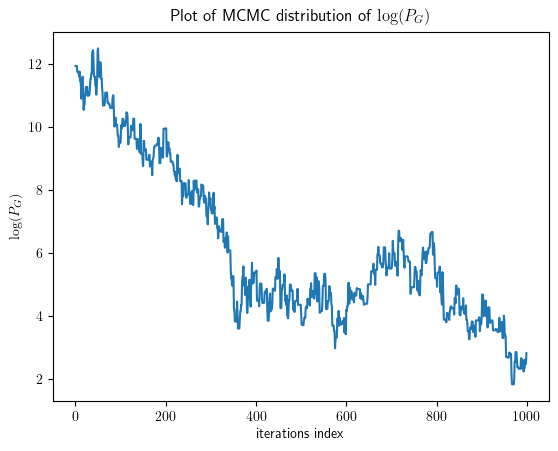 Plot of MCMC distribution of log(P_G)
log(P_G)
12
10
8
6
4
2
0 200 400 600 800 1000
iterations index